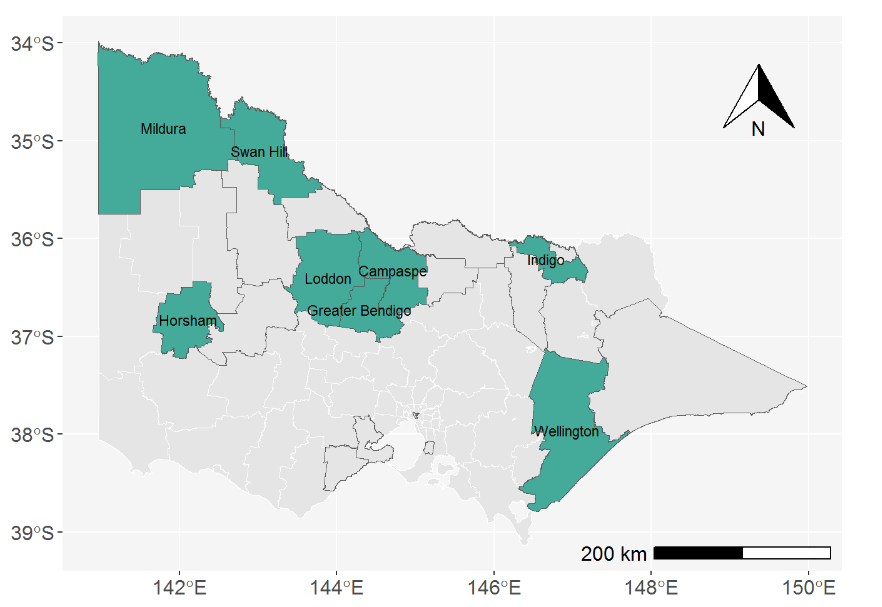 34°S
35°S
36°S
37°S
38°S
39°S
Mildura
Swan Hill
Loddon
Campaspe
Greater Bendigo
Horsham
Indigo
Wellington
N
200 km
142°E
144°E
146°E
148°E
150°E